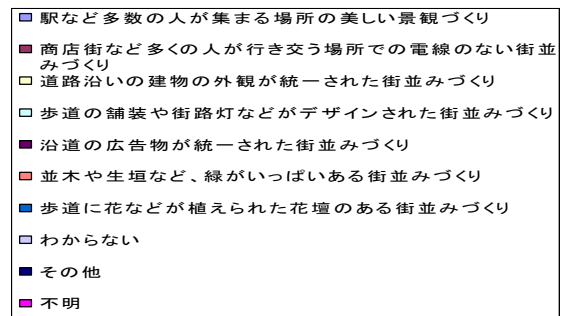 駅など多数の人が集まる場所の美しい景観づくり
商店街など多くの人が行き交う場所での電線のない街並
みづくり
道路沿いの建物の外観が統一された街並みづくり
歩道の舗装や街路灯などがデザインされた街並みづくり
沿道の広告物が統一された街並みづくり
並木や生垣など、緑がいっぱいある街並みづくり
歩道に花などが植えられた花壇のある街並みづくり
わからない
その他
不明